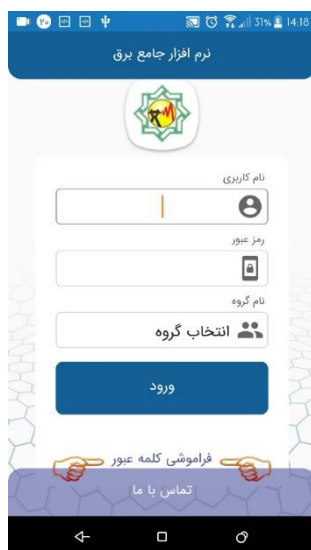 31% 14:18
نرم افزار جامع برق
نام کاربری
رمز عبور
نام گروه
انتخاب گروه
ورود
فراموشی کلمه عبور
تماس با ما